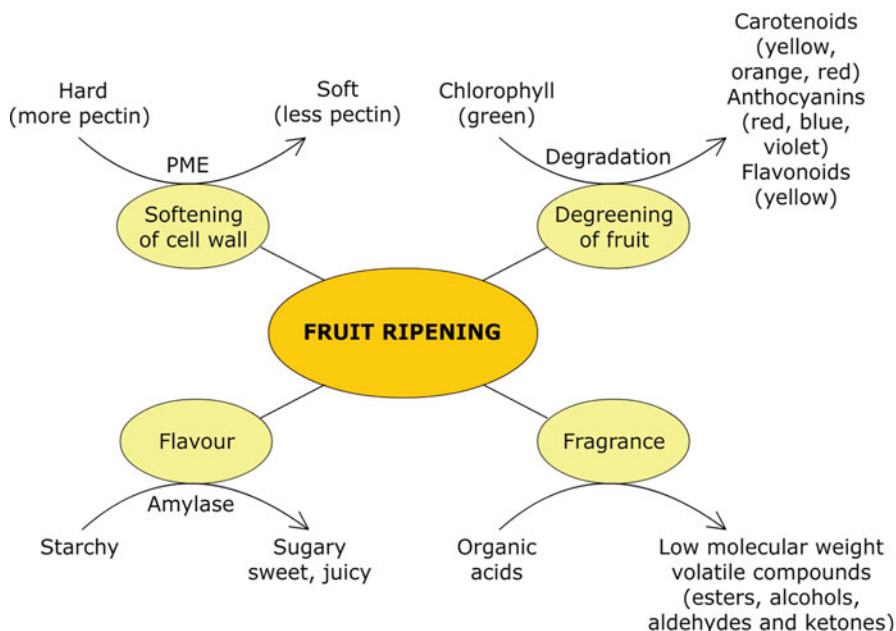 Hard
(more pectin)
Soft
(less pectin)
PME
Softening
of cell wall
Chlorophyll
(green)
Carotenoids
(yellow,
orange, red)
Anthocyanins
(red, blue,
violet)
Flavonoids
(yellow)
Degradation
Degreening
of fruit
FRUIT RIPENING
Flavour
Amylase
Starchy
Sugary
sweet, juicy
Fragrance
Organic
acids
Low molecular weight
volatile compounds
(esters, alcohols,
aldehydes and ketones)